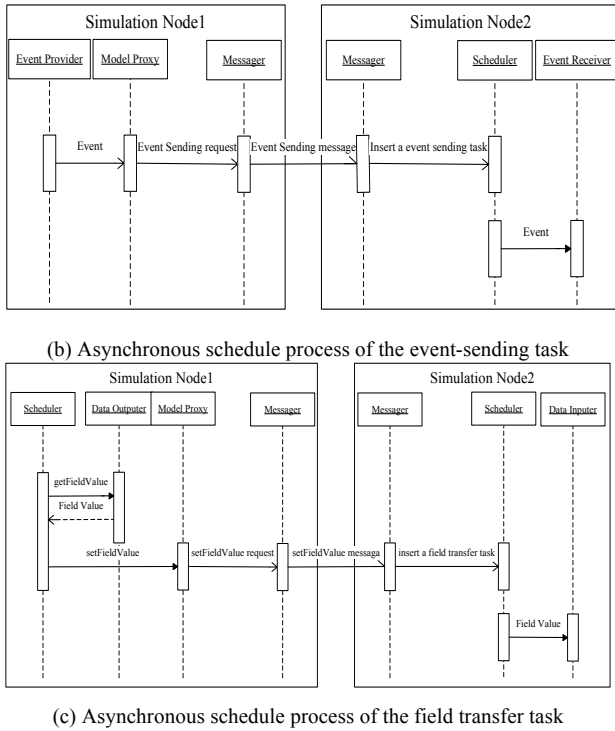 Simulation Node1
Simulation Node2
Event Provider
Model Proxy
Messager
Messager
Scheduler
Event Receiver
Event
Event Sending request
Event Sending message
Insert a event sending task
Event
(b) Asynchronous schedule process of the event-sending task
Simulation Node1
Simulation Node2
Scheduler
Data Outputer
Model Proxy
Messager
Messager
Scheduler
Data Inputer
getFieldValue
Field Value
setFieldValue
setFieldValue request
setFieldValue messaga
insert a field transfer task
Field Value
(c) Asynchronous schedule process of the field transfer task